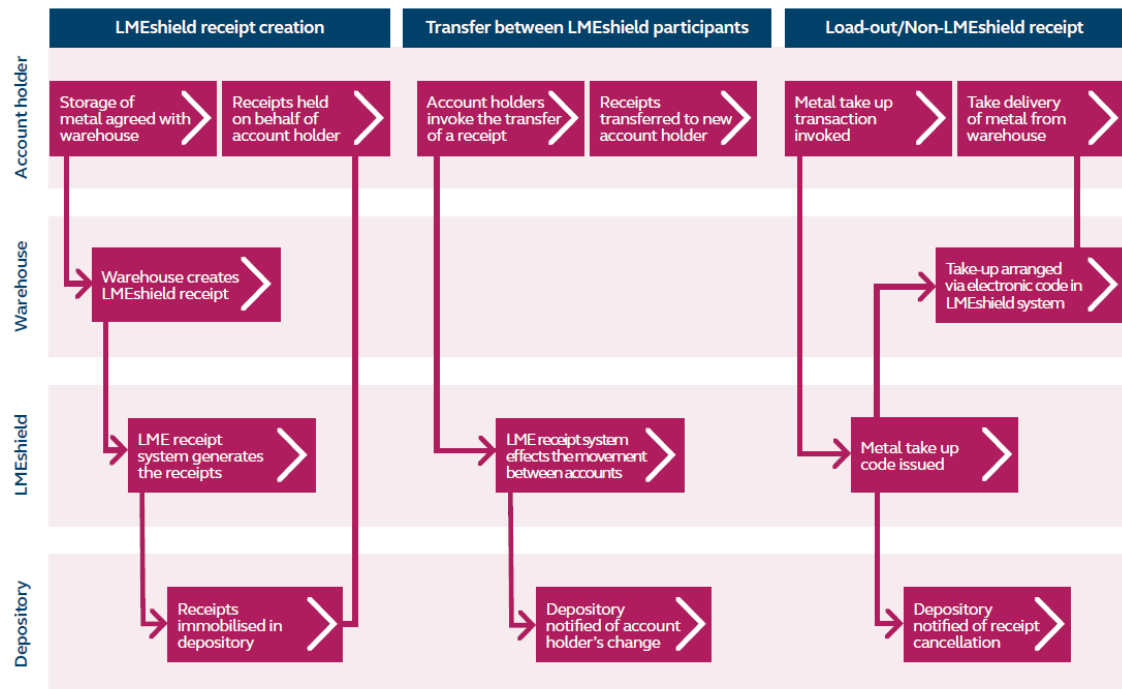 LMEshield receipt creation
Transfer between LMEshield participants
Load-out/Non-LMEshield receipt
Account holder
Storage of
metal agreed with
warehouse
Receipts held
on behalf of
account holder
Account holders
invoke the transfer
of a receipt
Receipts
transferred to new
account holder
Metal take up
transaction
invoked
Take delivery
of metal from
warehouse
Warehouse
Warehouse creates
LMEshield receipt
Take-up arranged
via electronic code in
LMEshield system
LMEshield
LME receipt
system generates
the receipts
LME receipt system
effects the movement
between accounts
Metal take up
code issued
Depository
Receipts
immobilised in
depository
Depository
notified of account
holder's change
Depository
notified of receipt
cancellation